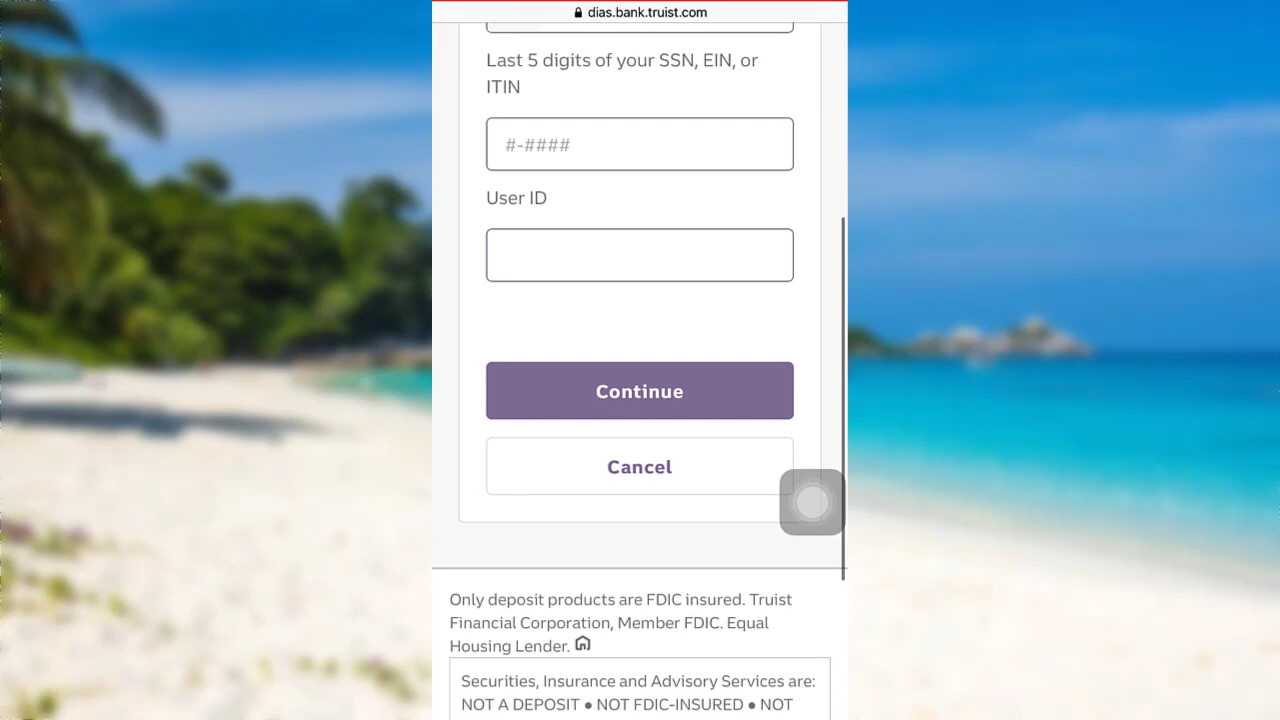 dias.bank.truist.com
Last 5 digits of your SSN, EIN, or
ITIN
#-####
User ID
Continue
Cancel
Only deposit products are FDIC insured. Truist
Financial Corporation, Member FDIC. Equal
Housing Lender.
Securities, Insurance and Advisory Services are:
NOT A DEPOSIT ● NOT FDIC-INSURED ● NOT